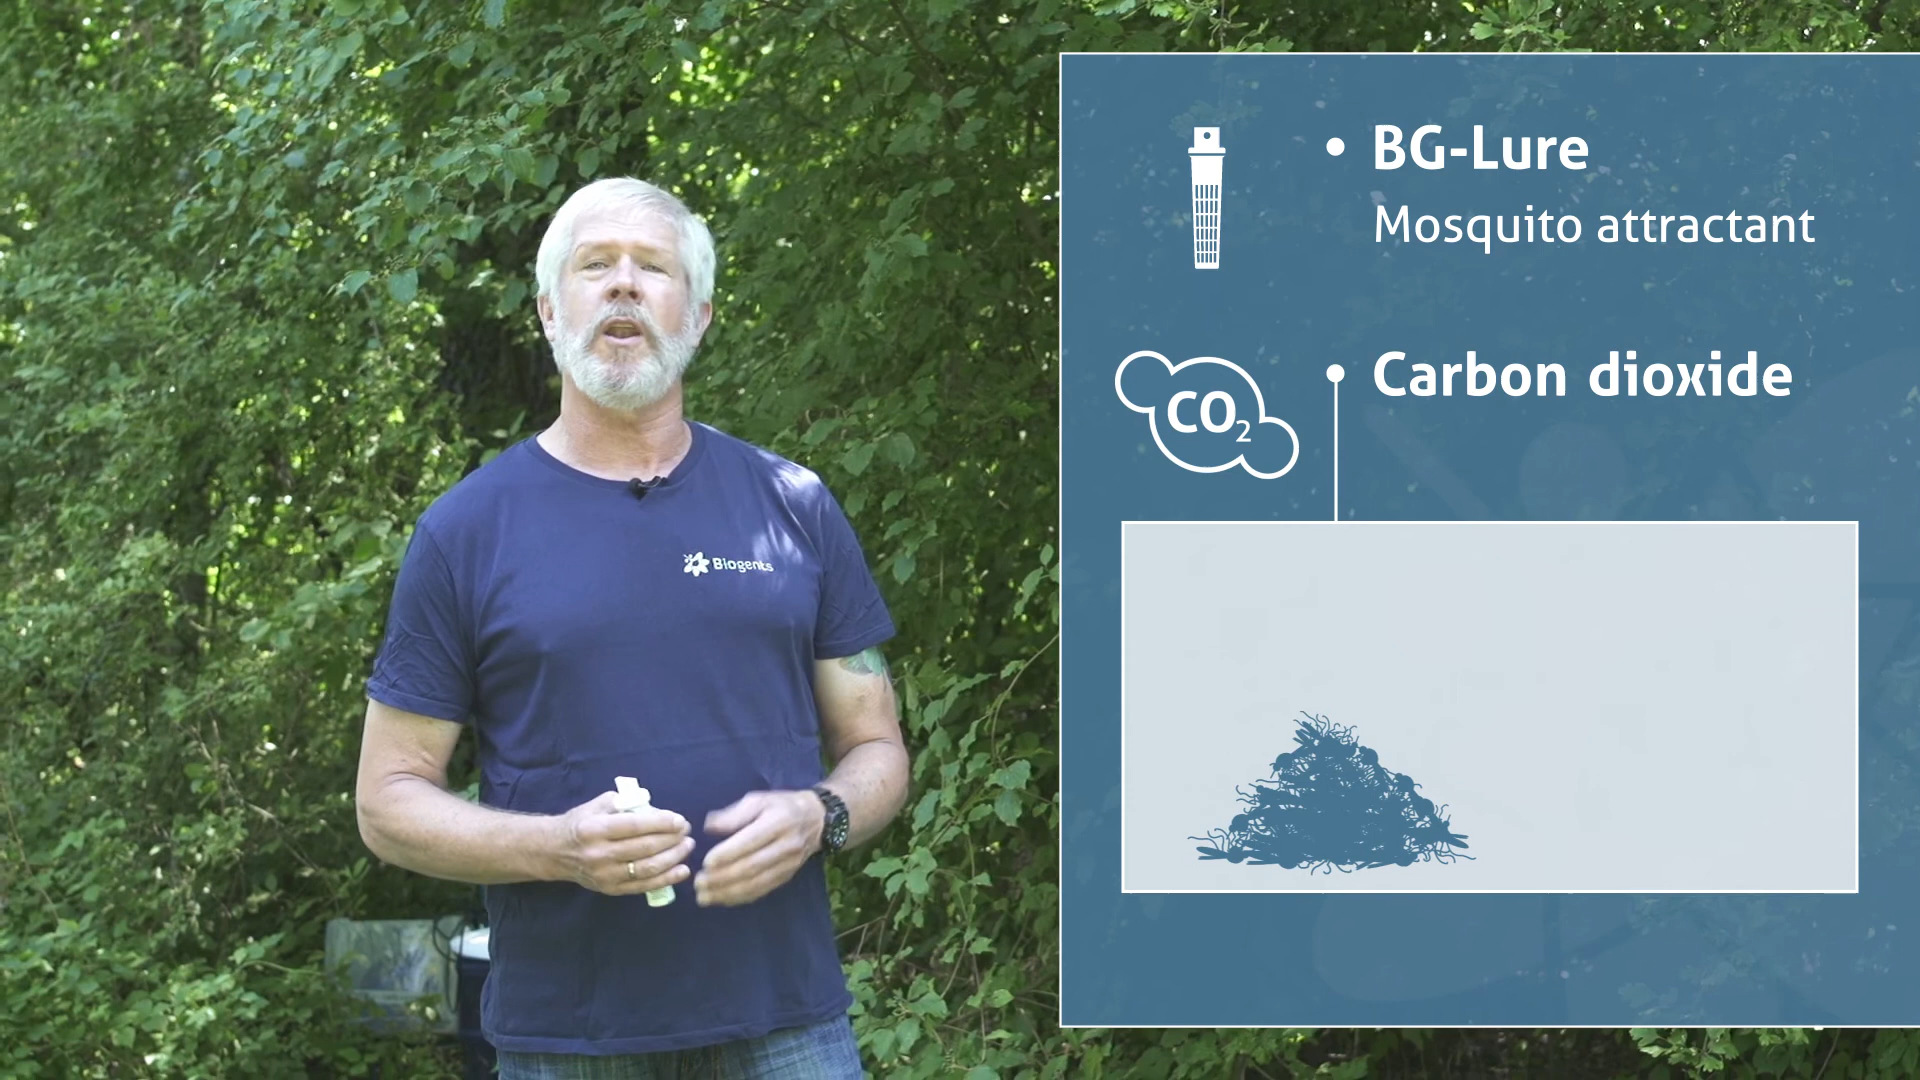 BG-Lure
Mosquito attractant
CO2
Carbon dioxide
Biogents